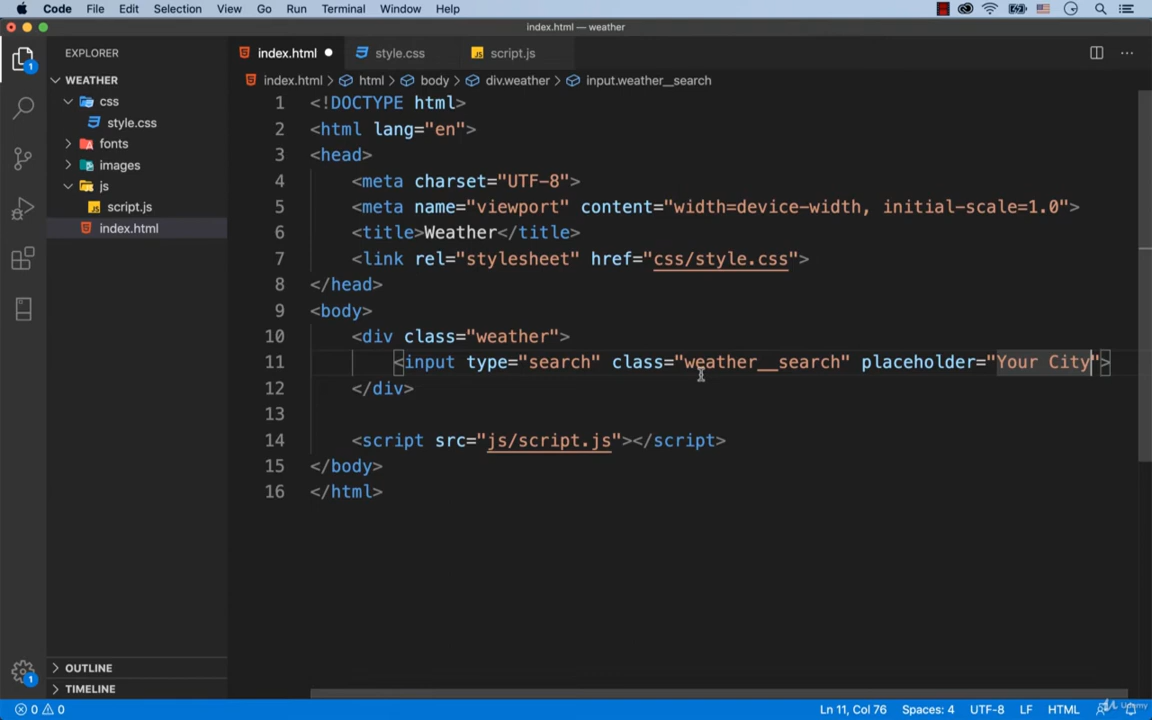 Code File Edit Selection View Go Run Terminal Window Help
index.html — weather
EXPLORER
WEATHER
css
style.css
fonts
images
js
script.js
index.html
OUTLINE
TIMELINE
1
1
index.html
style.css
script.js
index.html > html > body > div.weather > input.weather__search
1 <!DOCTYPE html>
2 <html lang="en">
3 <head>
4 <meta charset="UTF-8">
5 <meta name="viewport" content="width=device-width, initial-scale=1.0">
6 <title>Weather</title>
7 <link rel="stylesheet" href="css/style.css">
8 </head>
9 <body>
10 <div class="weather">
11 <input type="search" class="weather__search" placeholder="Your City">
12 </div>
13
14 <script src="js/script.js"></script>
15 </body>
16 </html>
0 0
Ln 11, Col 76 Spaces: 4 UTF-8 LF HTML
Udemy